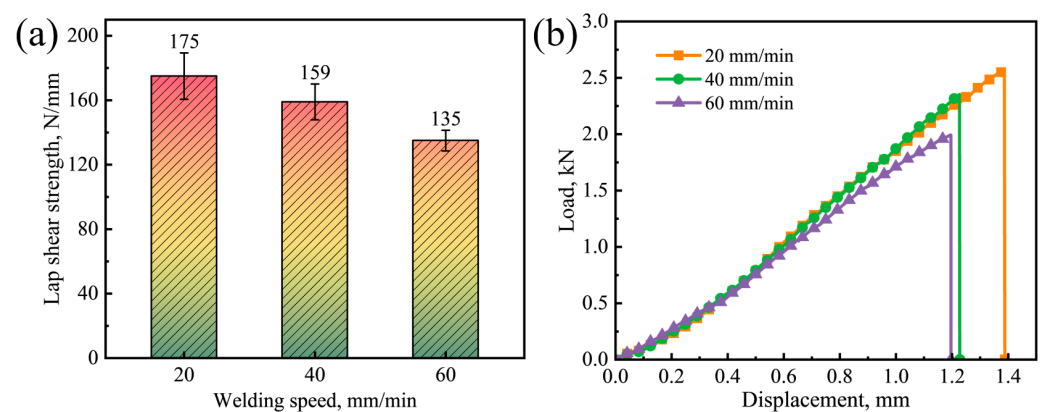 (a)
Lap shear strength, N/mm
200
160
120
80
40
0
175
159
135
20 40 60
Welding speed, mm/min
(b)
Load, kN
3.0
2.5
2.0
1.5
1.0
0.5
0.0
20 mm/min
40 mm/min
60 mm/min
0.0 0.2 0.4 0.6 0.8 1.0 1.2 1.4
Displacement, mm